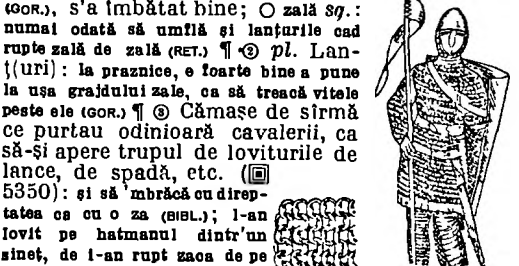 (GOR.), s'a îmbătat bine; O zală sg.:
numai odată să umflă și lanțurile cad
rupte zală de zală (RET.) ¶ ② pl. Lan-
ț(uri): la praznice, e foarte bine a pune
la ușa grajdului zale, ca să treacă vitele
peste ele (GOR.) ¶ ③ Cămașe de sîrmă
ce purtau odinioară cavalerii, ca
să-și apere trupul de loviturile de
lance, de spadă, etc. (▣
5350): și să 'mbrăcă cu direp-
tatea ca cu o za (BIBL.); l-an
lovit pe hatmanul dintr'un
sineț, de i-an rupt zaoa de pe